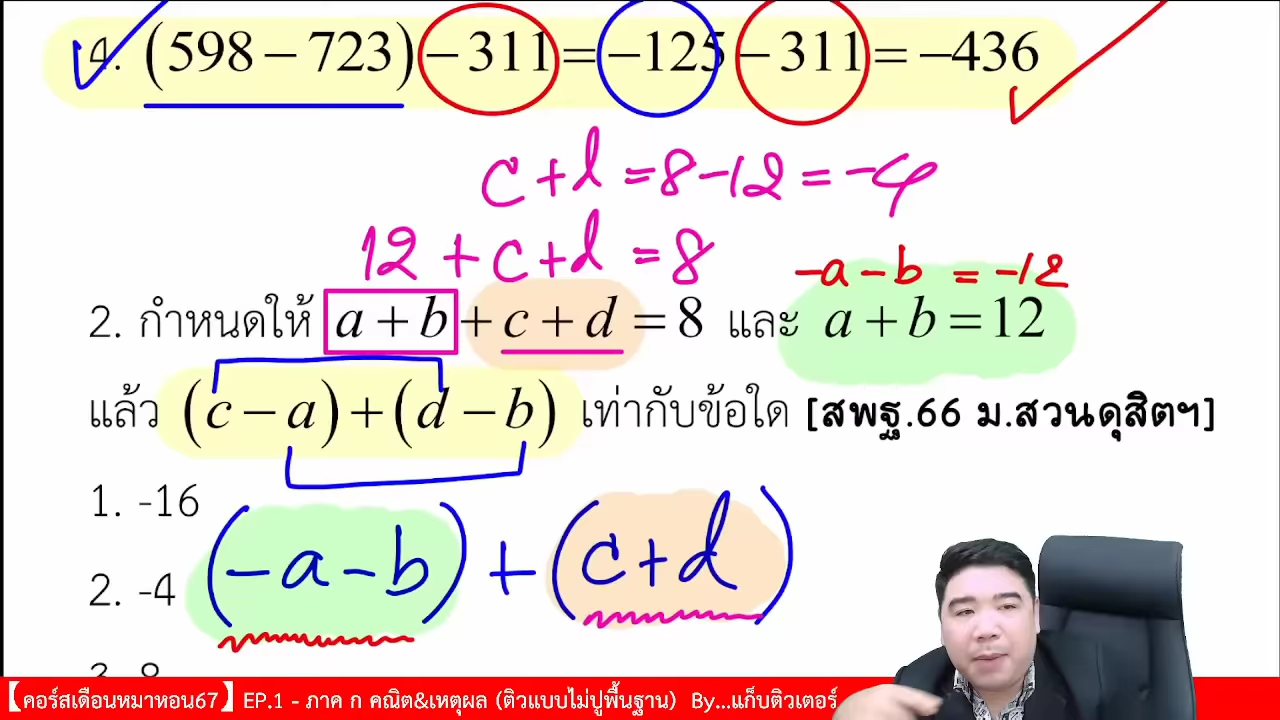 4. (598 − 723) − 311 = −125 − 311 = −436
c + d = 8 − 12 = −4
12 + c + d = 8
−a − b = −12
2. กำหนดให้ a + b + c + d = 8 และ a + b = 12
แล้ว (c − a) + (d − b) เท่ากับข้อใด [สพฐ.66 ม.สวนดุสิตฯ]
1. -16
(−a − b) + (c + d)
2. -4
3. 8
【คอร์สเดือนหมาหอน67】EP.1 - ภาค ก คณิต&เหตุผล (ติวแบบไม่ปูพื้นฐาน) By...แก็บติวเตอร์